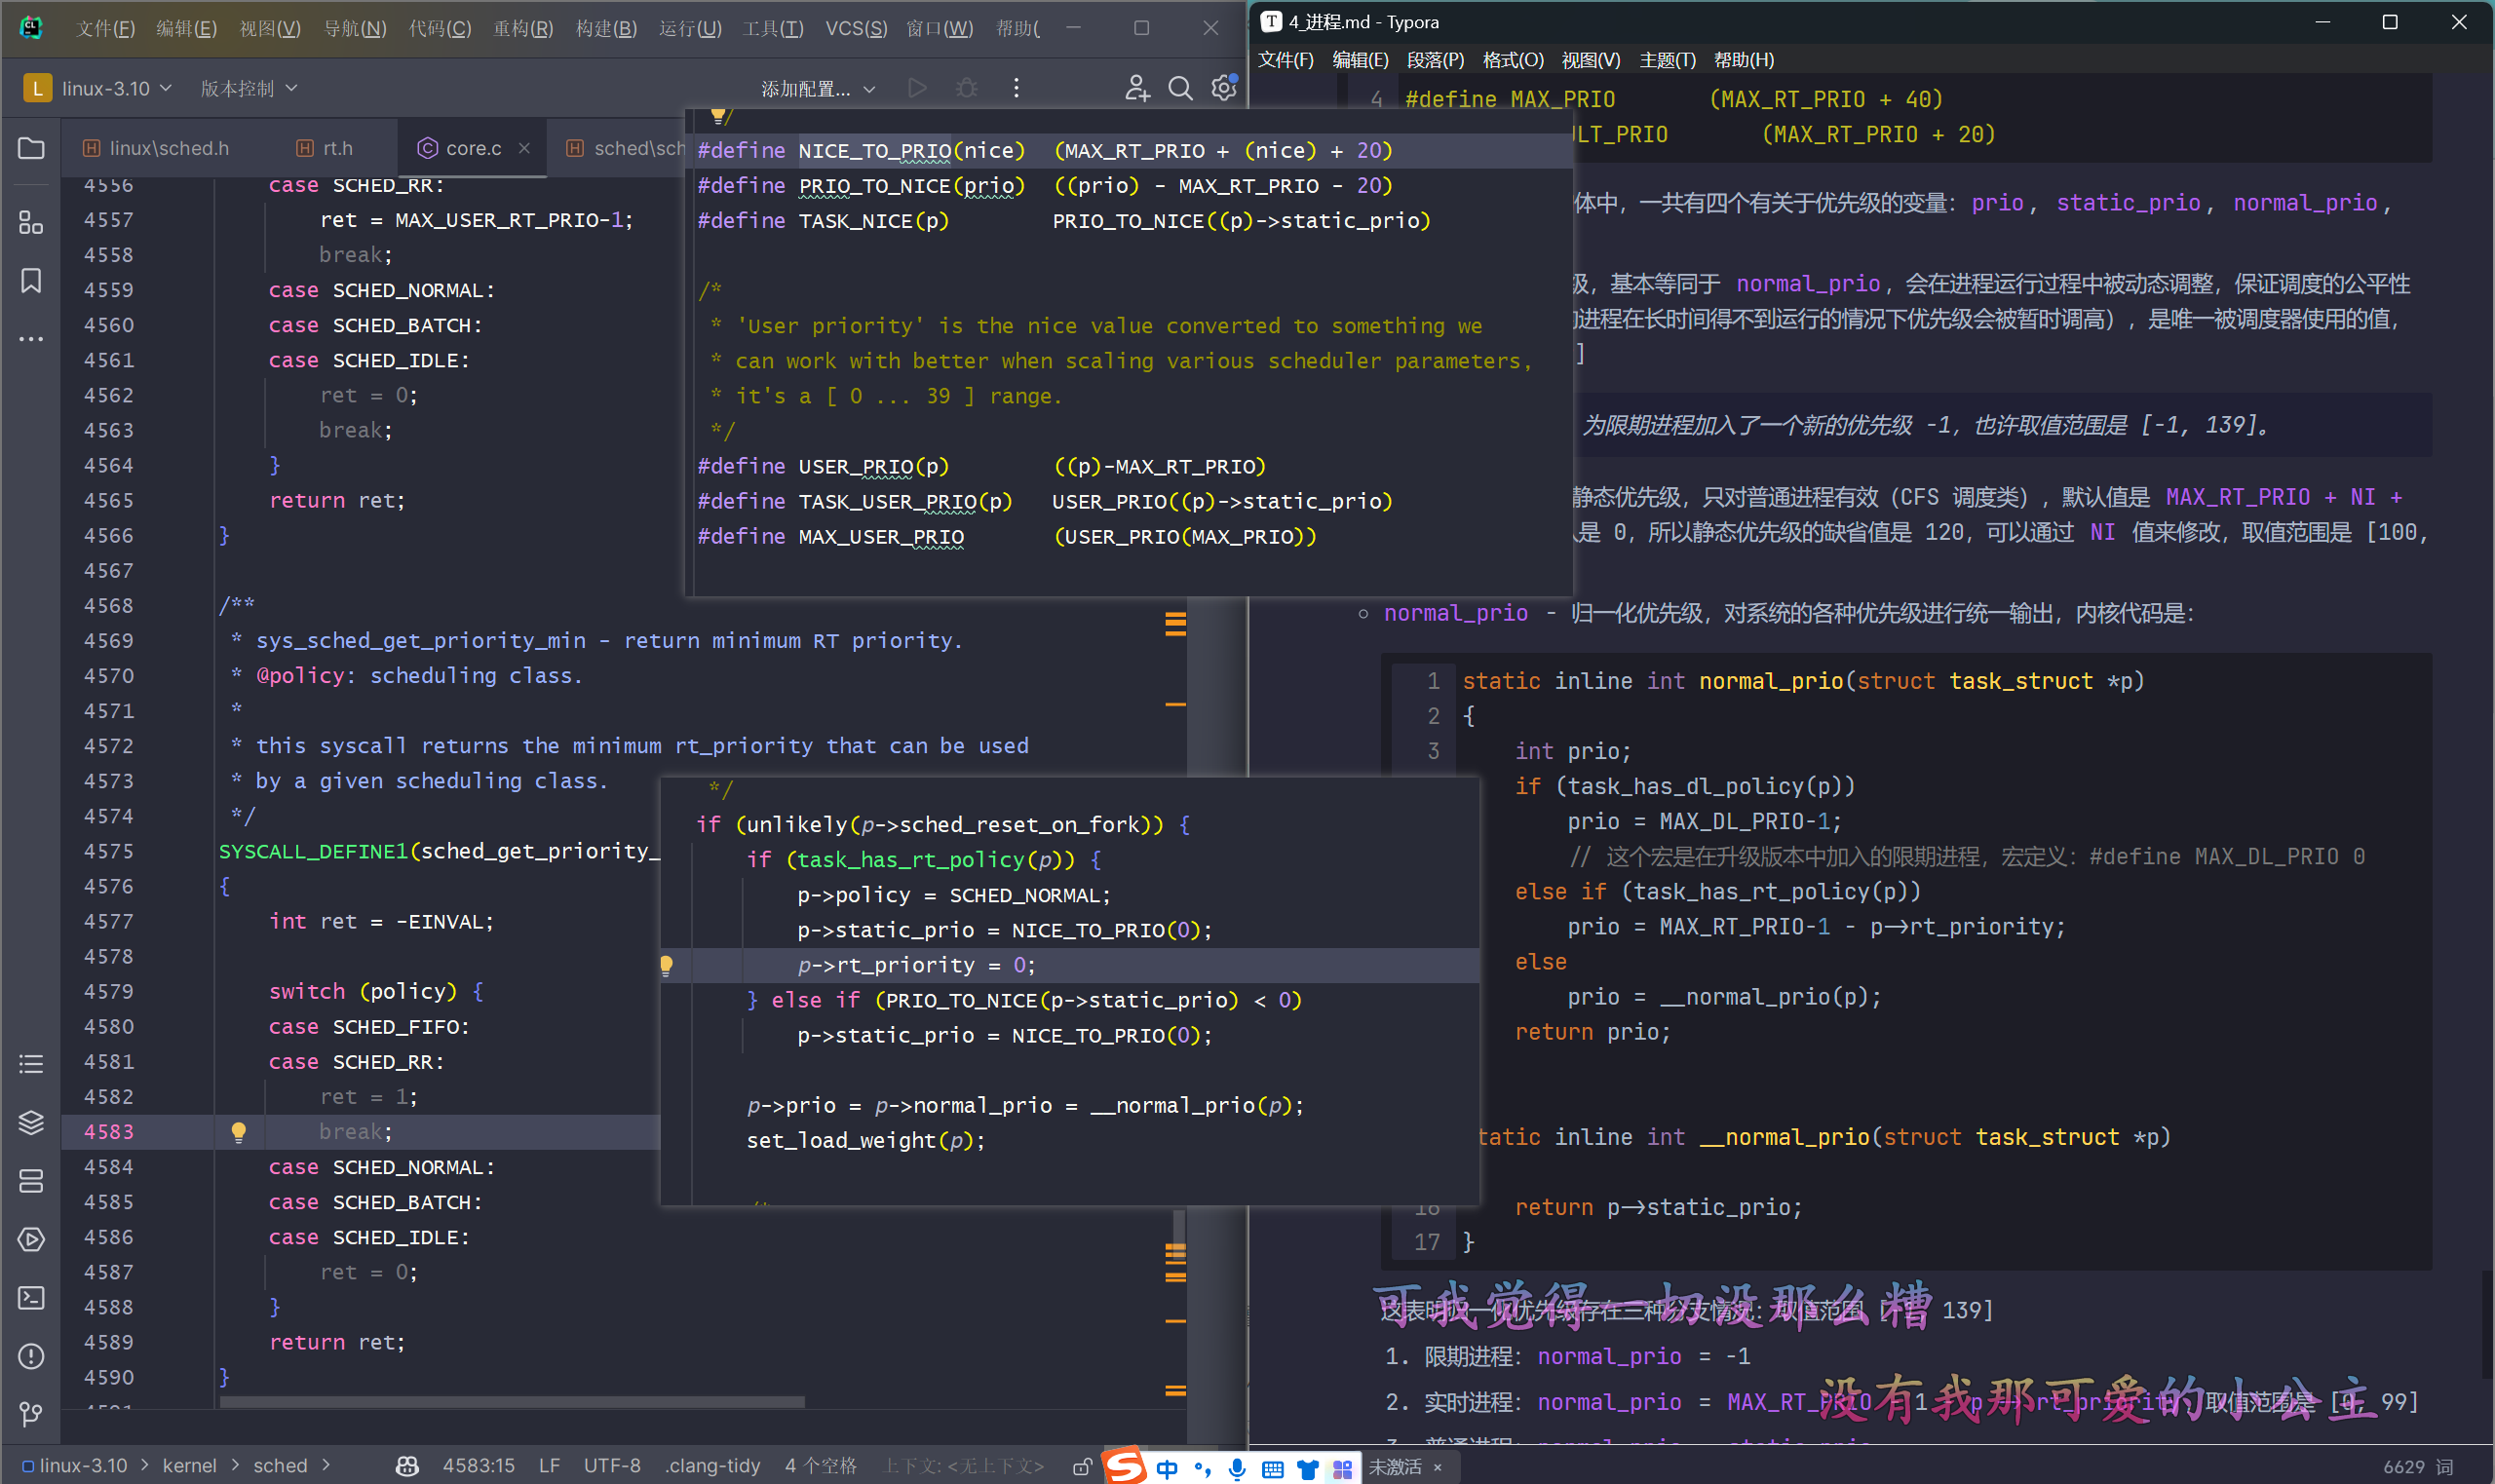 文件(F) 编辑(E) 视图(V) 导航(N) 代码(C) 重构(R) 构建(B) 运行(U) 工具(T) VCS(S) 窗口(W) 帮助(
L linux-3.10 版本控制 添加配置...
linux\sched.h rt.h core.c sched\sch
4556 case SCHED_RR:
4557 ret = MAX_USER_RT_PRIO-1;
4558 break;
4559 case SCHED_NORMAL:
4560 case SCHED_BATCH:
4561 case SCHED_IDLE:
4562 ret = 0;
4563 break;
4564 }
4565 return ret;
4566 }
4567
4568 /**
4569 * sys_sched_get_priority_min - return minimum RT priority.
4570 * @policy: scheduling class.
4571 *
4572 * this syscall returns the minimum rt_priority that can be used
4573 * by a given scheduling class.
4574 */
4575 SYSCALL_DEFINE1(sched_get_priority_
4576 {
4577 int ret = -EINVAL;
4578
4579 switch (policy) {
4580 case SCHED_FIFO:
4581 case SCHED_RR:
4582 ret = 1;
4583 break;
4584 case SCHED_NORMAL:
4585 case SCHED_BATCH:
4586 case SCHED_IDLE:
4587 ret = 0;
4588 }
4589 return ret;
4590 }
*/
#define NICE_TO_PRIO(nice) (MAX_RT_PRIO + (nice) + 20)
#define PRIO_TO_NICE(prio) ((prio) - MAX_RT_PRIO - 20)
#define TASK_NICE(p) PRIO_TO_NICE((p)->static_prio)
/*
* 'User priority' is the nice value converted to something we
* can work with better when scaling various scheduler parameters,
* it's a [ 0 ... 39 ] range.
*/
#define USER_PRIO(p) ((p)-MAX_RT_PRIO)
#define TASK_USER_PRIO(p) USER_PRIO((p)->static_prio)
#define MAX_USER_PRIO (USER_PRIO(MAX_PRIO))
*/
if (unlikely(p->sched_reset_on_fork)) {
if (task_has_rt_policy(p)) {
p->policy = SCHED_NORMAL;
p->static_prio = NICE_TO_PRIO(0);
p->rt_priority = 0;
} else if (PRIO_TO_NICE(p->static_prio) < 0)
p->static_prio = NICE_TO_PRIO(0);
p->prio = p->normal_prio = __normal_prio(p);
set_load_weight(p);
linux-3.10 > kernel > sched > 4583:15 LF UTF-8 .clang-tidy 4 个空格 上下文: <无上下文>
S 中 °, 未激活 ×
T 4_进程.md - Typora
文件(F) 编辑(E) 段落(P) 格式(O) 视图(V) 主题(T) 帮助(H)
4 #define MAX_PRIO (MAX_RT_PRIO + 40)
LT_PRIO (MAX_RT_PRIO + 20)
体中，一共有四个有关于优先级的变量：prio, static_prio, normal_prio,
级，基本等同于 normal_prio，会在进程运行过程中被动态调整，保证调度的公平性
进程在长时间得不到运行的情况下优先级会被暂时调高），是唯一被调度器使用的值，
]
为限期进程加入了一个新的优先级 -1，也许取值范围是 [-1, 139]。
静态优先级，只对普通进程有效（CFS 调度类），默认值是 MAX_RT_PRIO + NI +
是 0，所以静态优先级的缺省值是 120，可以通过 NI 值来修改，取值范围是 [100,
normal_prio - 归一化优先级，对系统的各种优先级进行统一输出，内核代码是：
1 static inline int normal_prio(struct task_struct *p)
2 {
3 int prio;
if (task_has_dl_policy(p))
prio = MAX_DL_PRIO-1;
// 这个宏是在升级版本中加入的限期进程，宏定义：#define MAX_DL_PRIO 0
else if (task_has_rt_policy(p))
prio = MAX_RT_PRIO-1 - p->rt_priority;
else
prio = __normal_prio(p);
return prio;
tatic inline int __normal_prio(struct task_struct *p)
16 return p->static_prio;
17 }
可我觉得一切没那么糟
这表明归一化优先级存在三种分支情况：取值范围 [-1, 139]
1. 限期进程：normal_prio = -1
没有我那可爱的小公主
2. 实时进程：normal_prio = MAX_RT_PRIO - 1 - p -> rt_priority，取值范围是 [0, 99]
6629 词